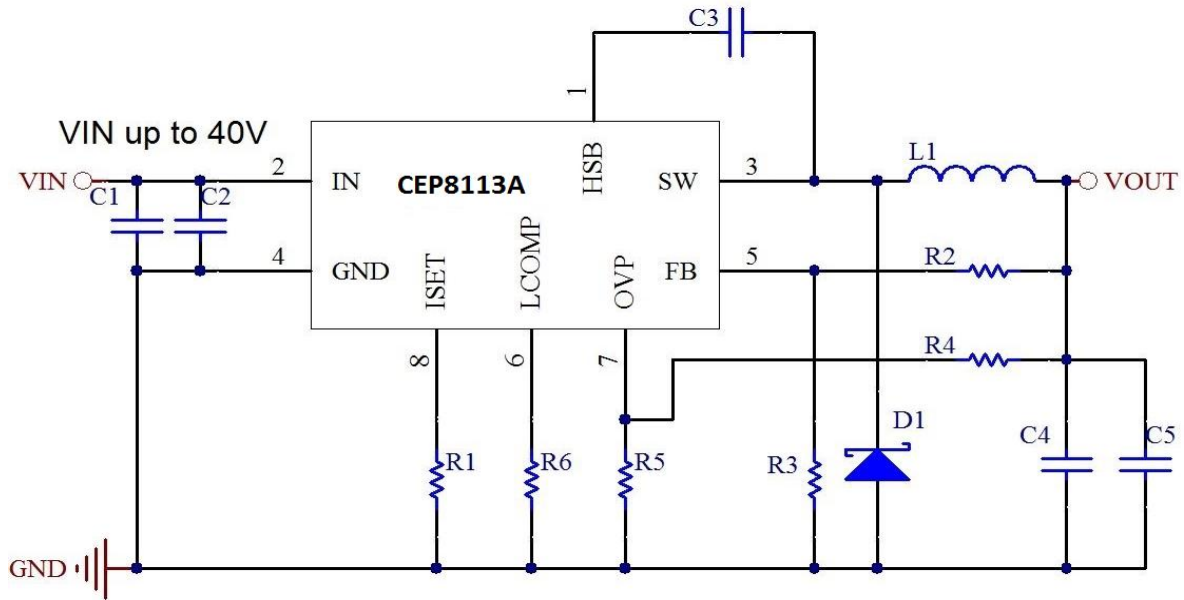 C3
1
VIN up to 40V
VIN
C1
C2
2
IN
CEP8113A
HSB
SW
3
L1
VOUT
4
GND
ISET
LCOMP
OVP
FB
5
R2
8
6
7
R4
D1
R1
R6
R5
R3
C4
C5
GND